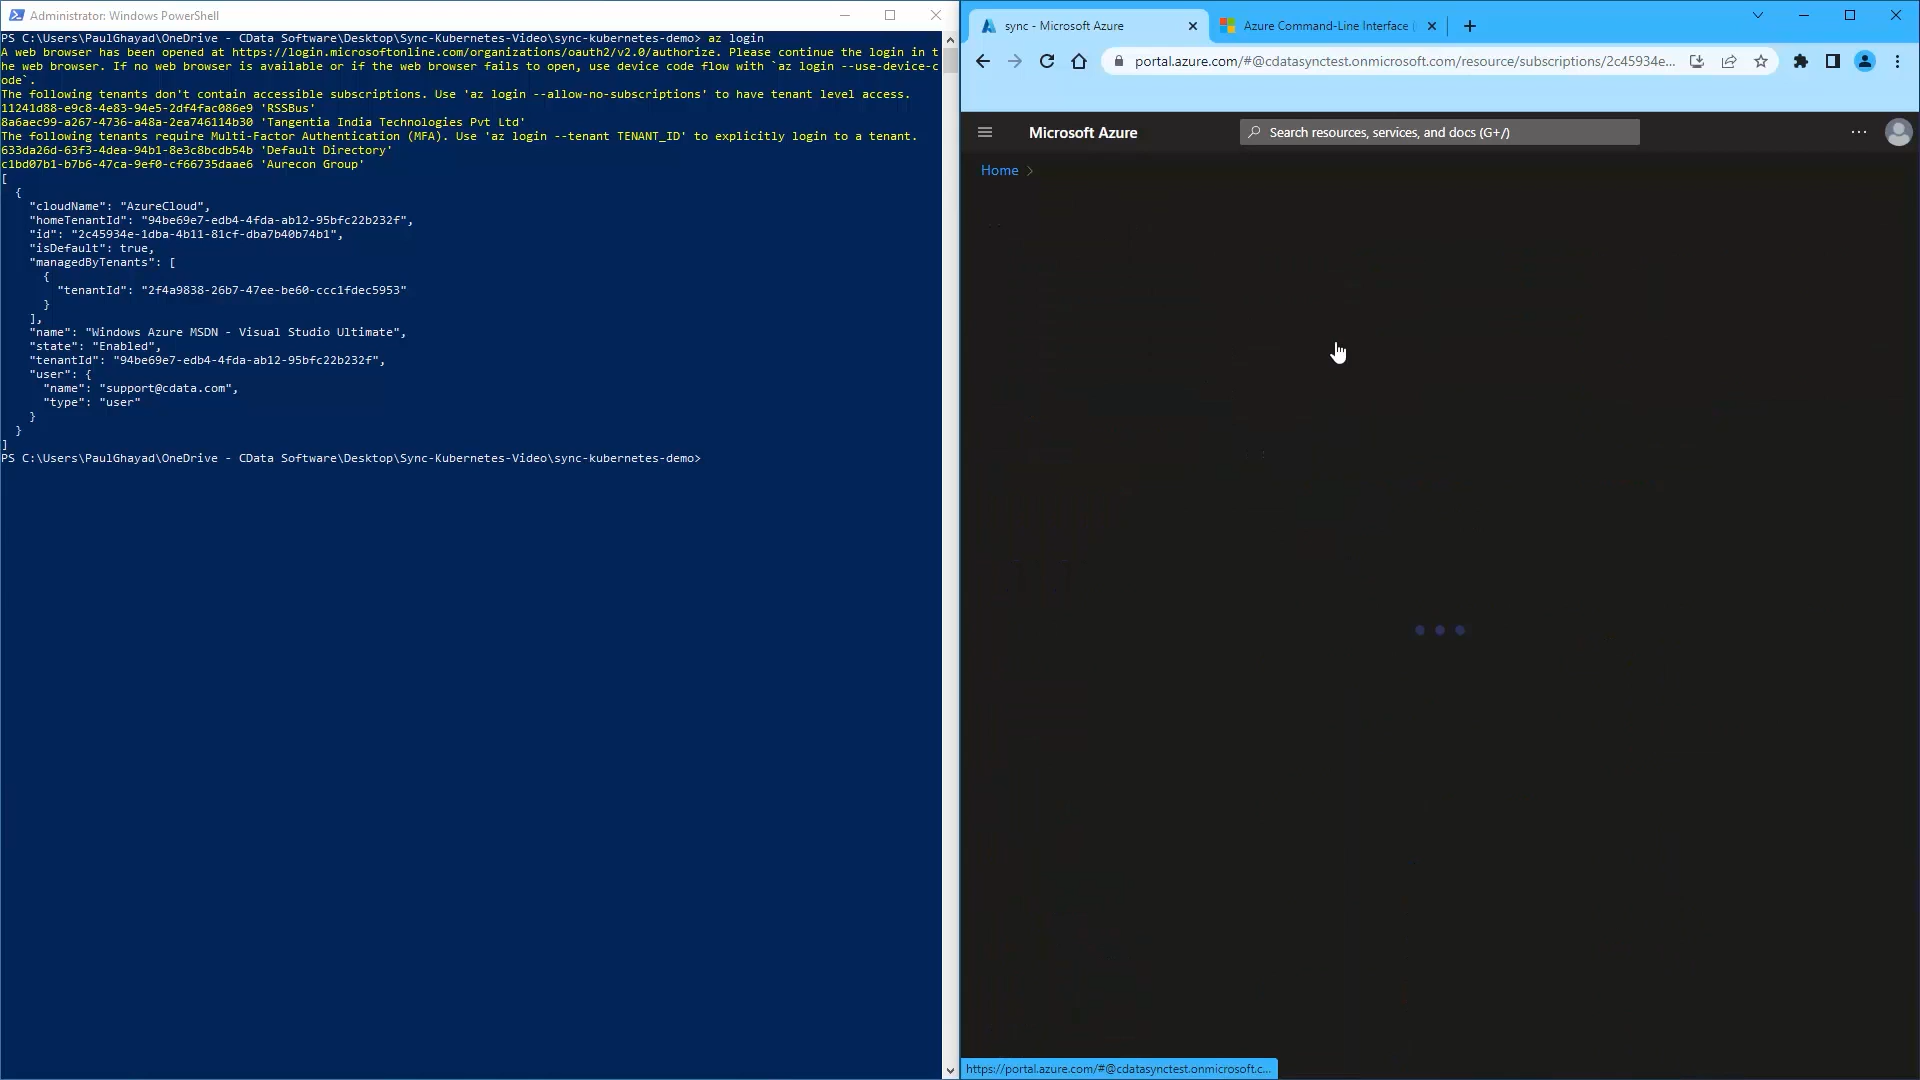 Administrator: Windows PowerShell
PS C:\Users\PaulGhayad\OneDrive - CData Software\Desktop\Sync-Kubernetes-Video\sync-kubernetes-demo> az login
A web browser has been opened at https://login.microsoftonline.com/organizations/oauth2/v2.0/authorize. Please continue the login in t
he web browser. If no web browser is available or if the web browser fails to open, use device code flow with `az login --use-device-c
ode`.
The following tenants don't contain accessible subscriptions. Use 'az login --allow-no-subscriptions' to have tenant level access.
11241d88-e9c8-4e83-94e5-2df4fac086e9 'RSSBus'
8a6aec99-a267-4736-a48a-2ea746114b30 'Tangentia India Technologies Pvt Ltd'
The following tenants require Multi-Factor Authentication (MFA). Use 'az login --tenant TENANT_ID' to explicitly login to a tenant.
633da26d-63f3-4dea-94b1-8e3c8bcdb54b 'Default Directory'
c1bd07b1-b7b6-47ca-9ef0-cf66735daae6 'Aurecon Group'
[
  {
    "cloudName": "AzureCloud",
    "homeTenantId": "94be69e7-edb4-4fda-ab12-95bfc22b232f",
    "id": "2c45934e-1dba-4b11-81cf-dba7b40b74b1",
    "isDefault": true,
    "managedByTenants": [
      {
        "tenantId": "2f4a9838-26b7-47ee-be60-ccc1fdec5953"
      }
    ],
    "name": "Windows Azure MSDN - Visual Studio Ultimate",
    "state": "Enabled",
    "tenantId": "94be69e7-edb4-4fda-ab12-95bfc22b232f",
    "user": {
      "name": "support@cdata.com",
      "type": "user"
    }
  }
]
PS C:\Users\PaulGhayad\OneDrive - CData Software\Desktop\Sync-Kubernetes-Video\sync-kubernetes-demo>
sync - Microsoft Azure
Azure Command-Line Interface
portal.azure.com/#@cdatasynctest.onmicrosoft.com/resource/subscriptions/2c45934e...
Microsoft Azure
Search resources, services, and docs (G+/)
Home
https://portal.azure.com/#@cdatasynctest.onmicrosoft.c...